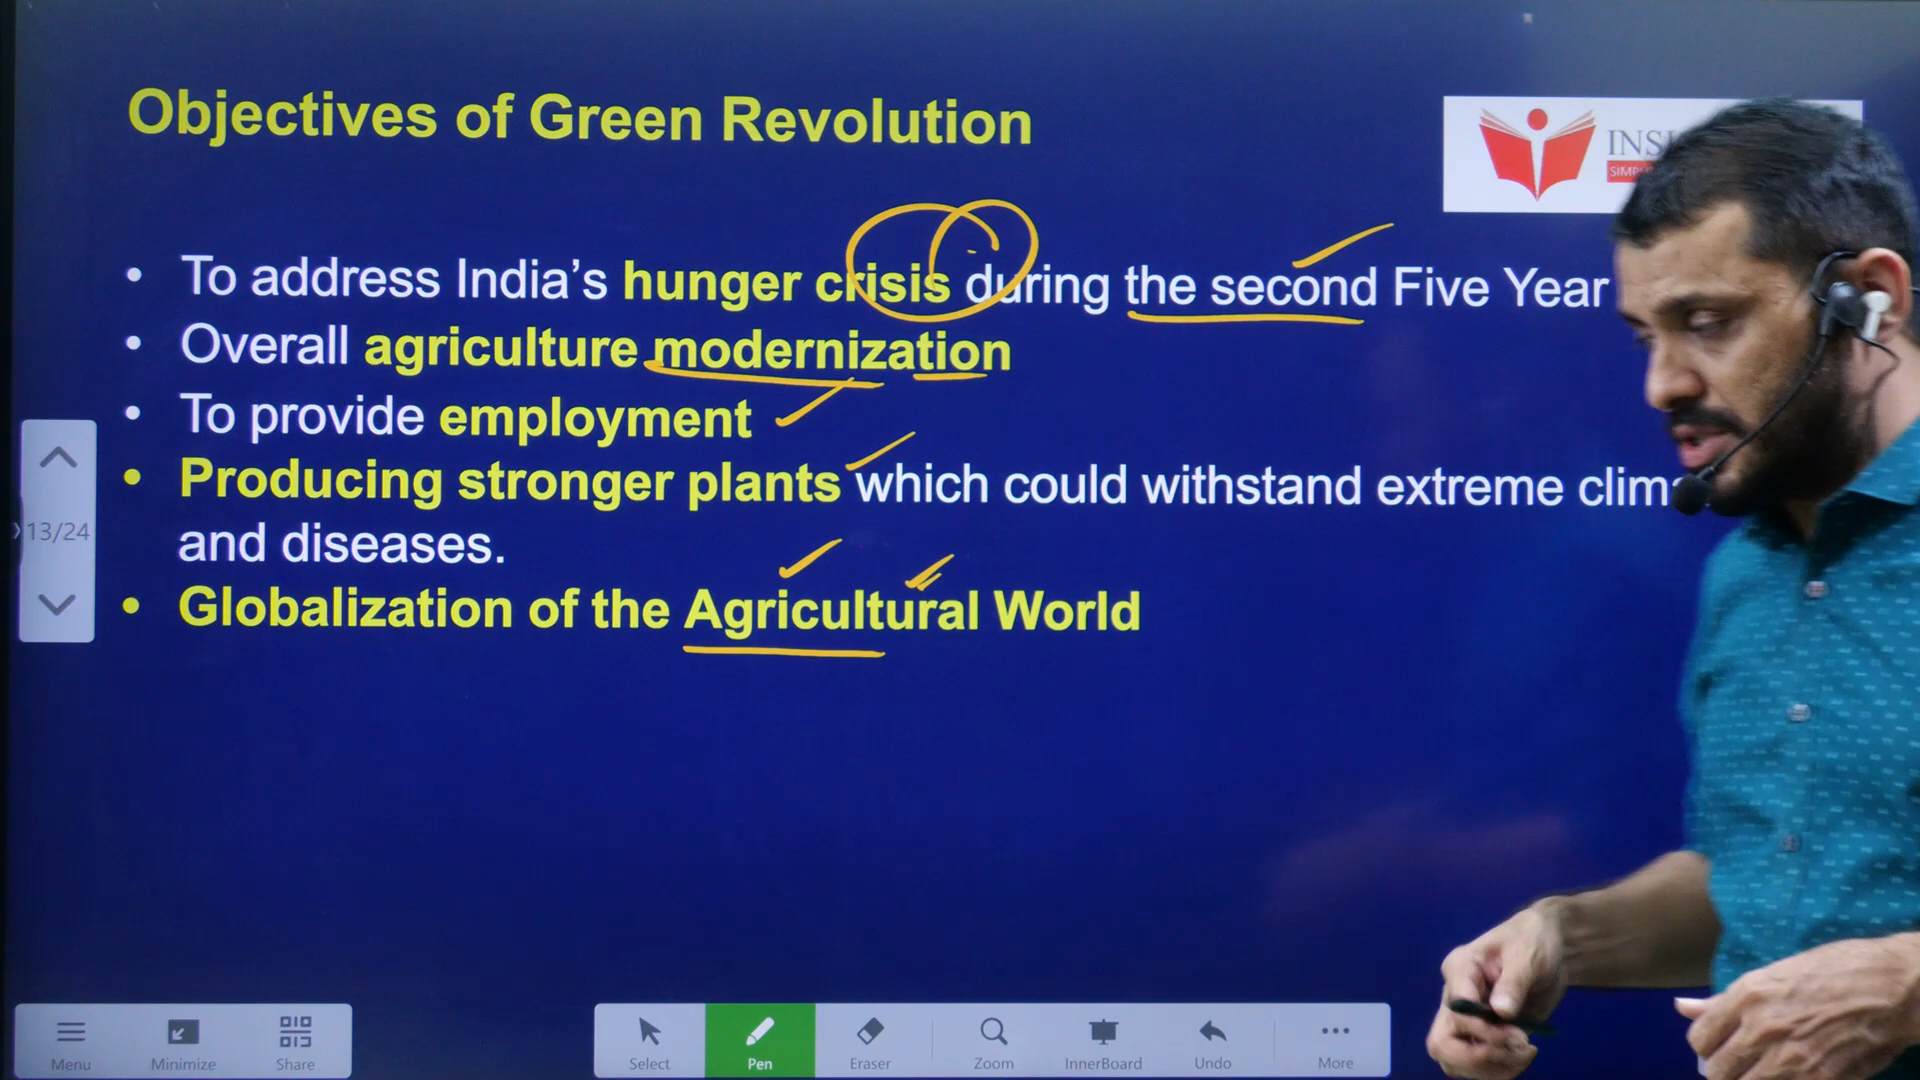 Objectives of Green Revolution
• To address India’s hunger crisis during the second Five Year
• Overall agriculture modernization
• To provide employment
• Producing stronger plants which could withstand extreme
and diseases.
• Globalization of the Agricultural World
13/24
Menu
Minimize
Share
Select
Pen
Eraser
Zoom
InnerBoard
Undo
More